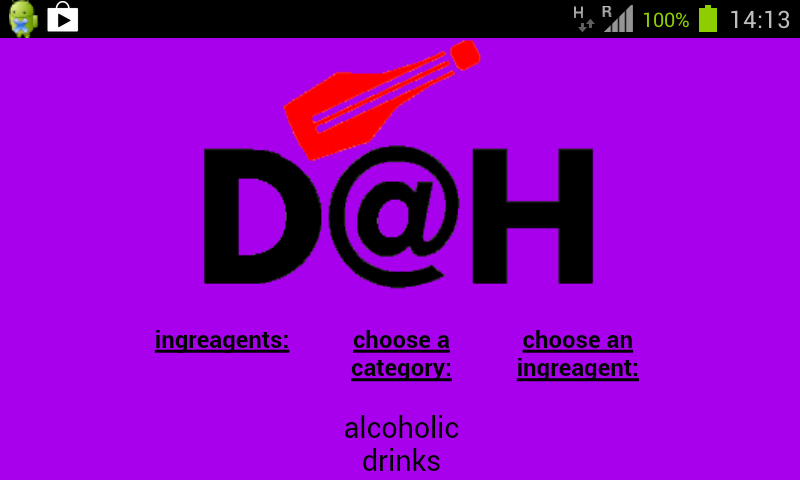 H R 100% 14:13
D@H
ingreagents: choose a category: choose an ingreagent:
alcoholic
drinks